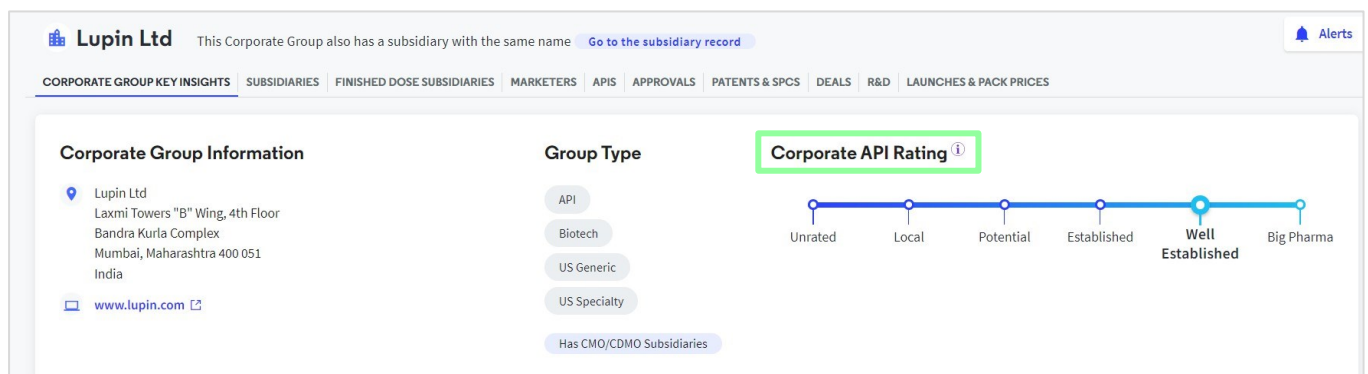 Lupin Ltd This Corporate Group also has a subsidiary with the same name Go to the subsidiary record
Alerts
CORPORATE GROUP KEY INSIGHTS SUBSIDIARIES FINISHED DOSE SUBSIDIARIES MARKETERS APIS APPROVALS PATENTS & SPCS DEALS R&D LAUNCHES & PACK PRICES
Corporate Group Information
Lupin Ltd
Laxmi Towers "B" Wing, 4th Floor
Bandra Kurla Complex
Mumbai, Maharashtra 400 051
India
www.lupin.com
Group Type
API
Biotech
US Generic
US Specialty
Has CMO/CDMO Subsidiaries
Corporate API Rating
Unrated Local Potential Established Well Established Big Pharma